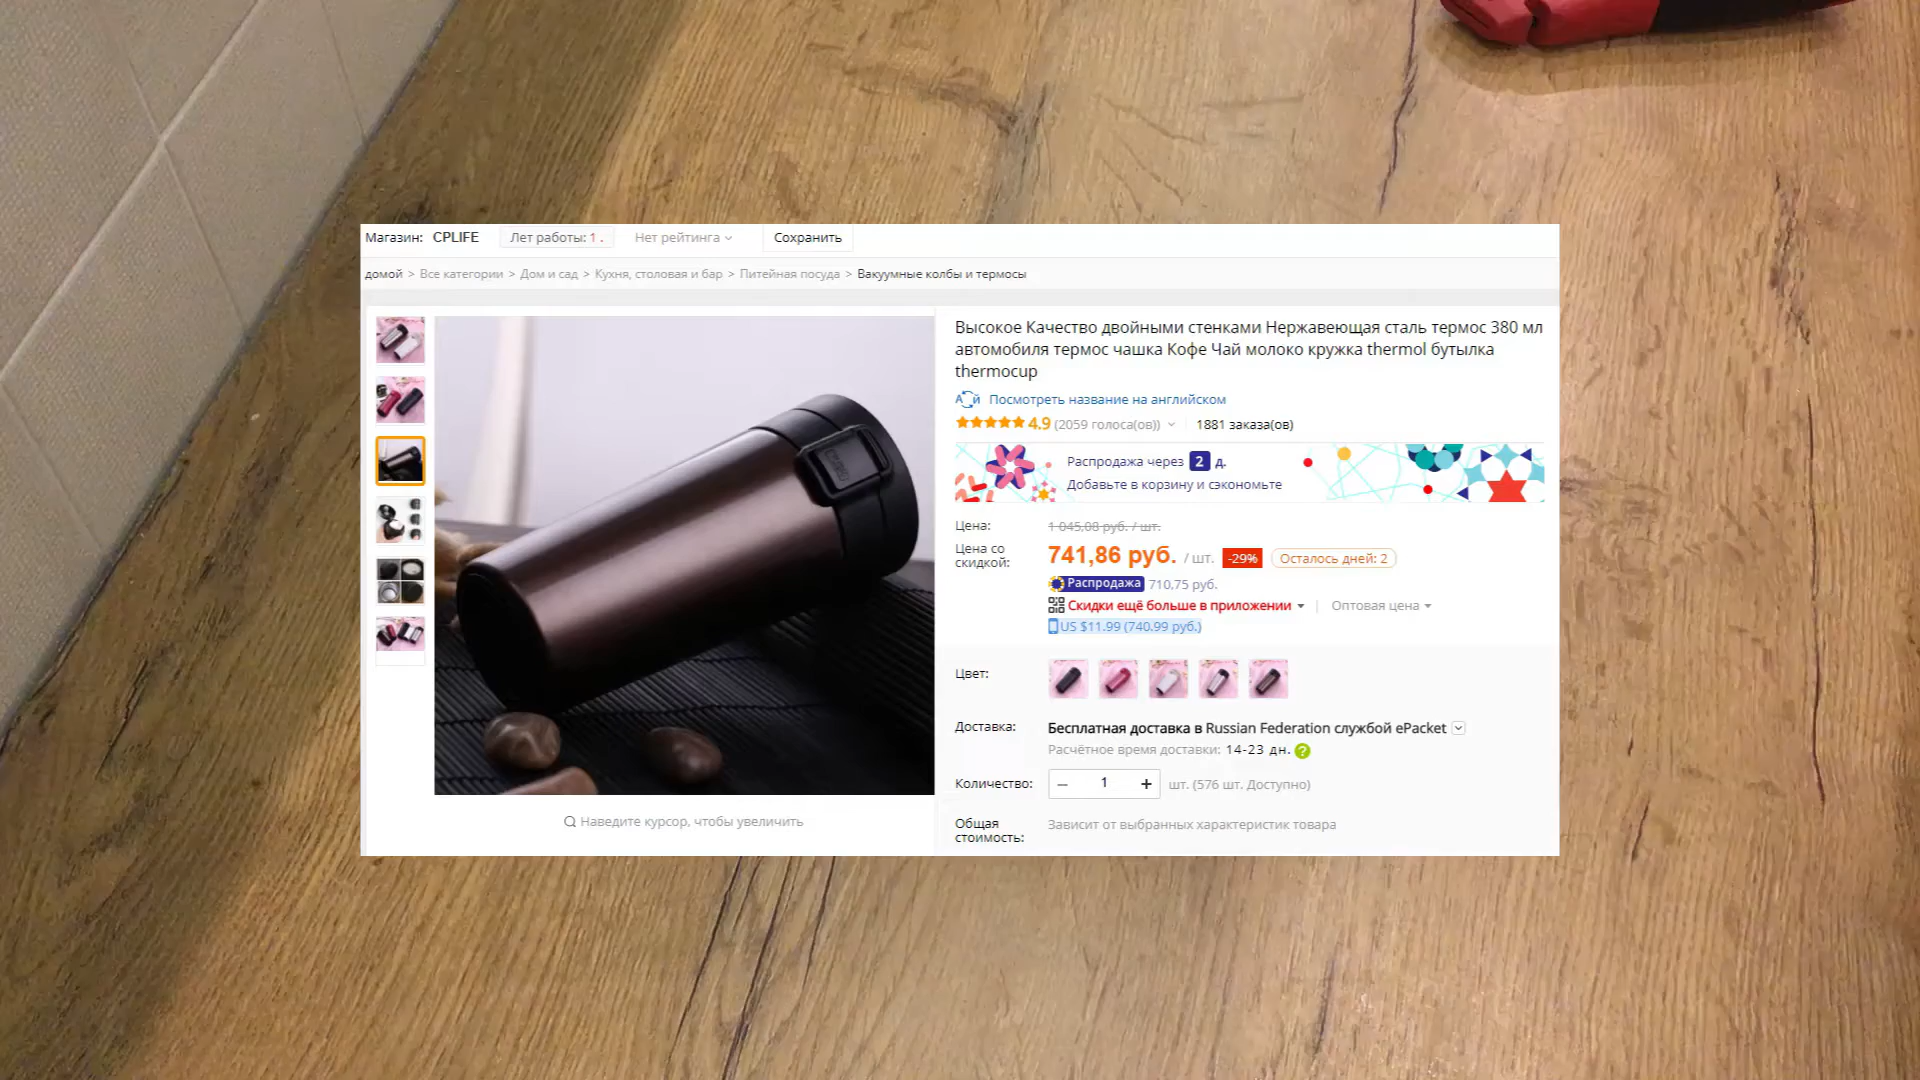 Магазин: CPLIFE Лет работы: 1 . Нет рейтинга Сохранить
домой > Все категории > Дом и сад > Кухня, столовая и бар > Питейная посуда > Вакуумные колбы и термосы
Высокое Качество двойными стенками Нержавеющая сталь термос 380 мл
автомобиля термос чашка Кофе Чай молоко кружка thermol бутылка
thermocup
Посмотреть название на английском
4.9 (2059 голоса(ов)) 1881 заказа(ов)
Распродажа через 2 д.
Добавьте в корзину и сэкономьте
Цена: 1 045,08 руб. / шт.
Цена со скидкой: 741,86 руб. / шт. -29% Осталось дней: 2
Распродажа 710,75 руб.
Скидки ещё больше в приложении | Оптовая цена
US $11.99 (740.99 руб.)
Цвет:
Доставка: Бесплатная доставка в Russian Federation службой ePacket
Расчётное время доставки: 14-23 дн. ?
Количество: – 1 + шт. (576 шт. Доступно)
Наведите курсор, чтобы увеличить
Общая стоимость: Зависит от выбранных характеристик товара